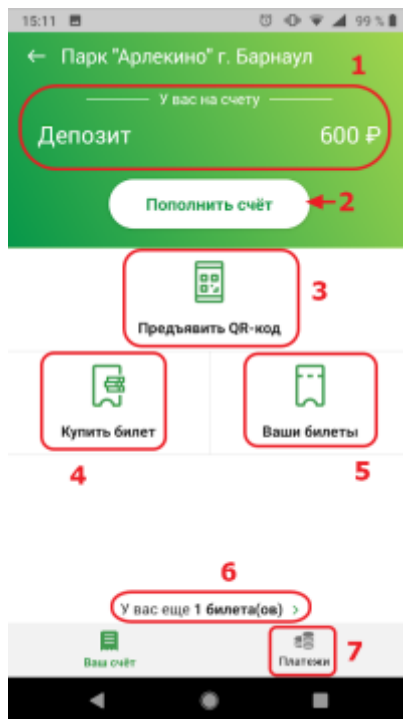 15:11 99 %
← Парк "Арлекино" г. Барнаул
1
У вас на счету
Депозит 600 ₽
Пополнить счёт
2
Предъявить QR-код
3
Купить билет
Ваши билеты
4
5
6
У вас еще 1 билета(ов) >
Ваш счёт
Платежи
7